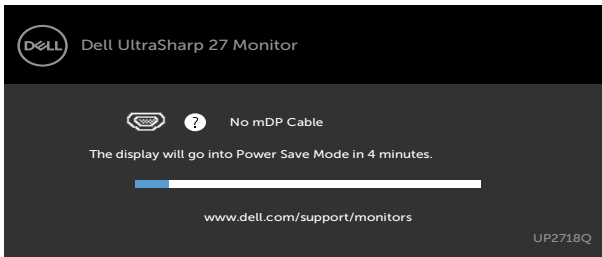 DELL Dell UltraSharp 27 Monitor
? No mDP Cable
The display will go into Power Save Mode in 4 minutes.
www.dell.com/support/monitors
UP2718Q